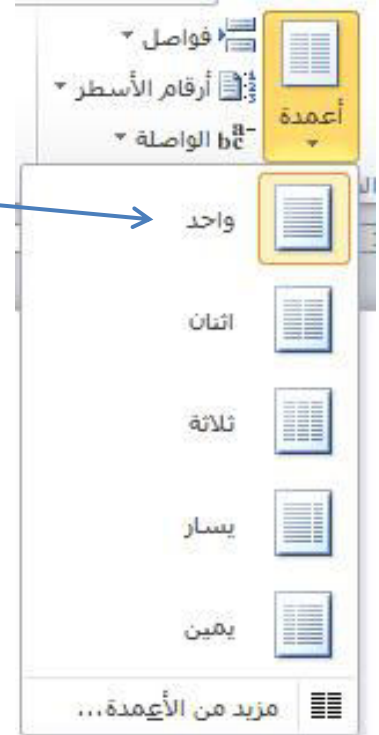 فواصل
أرقام الأسطر
الواصلة
أعمدة
واحد
اثنان
ثلاثة
يسار
يمين
مزيد من الأعمدة...